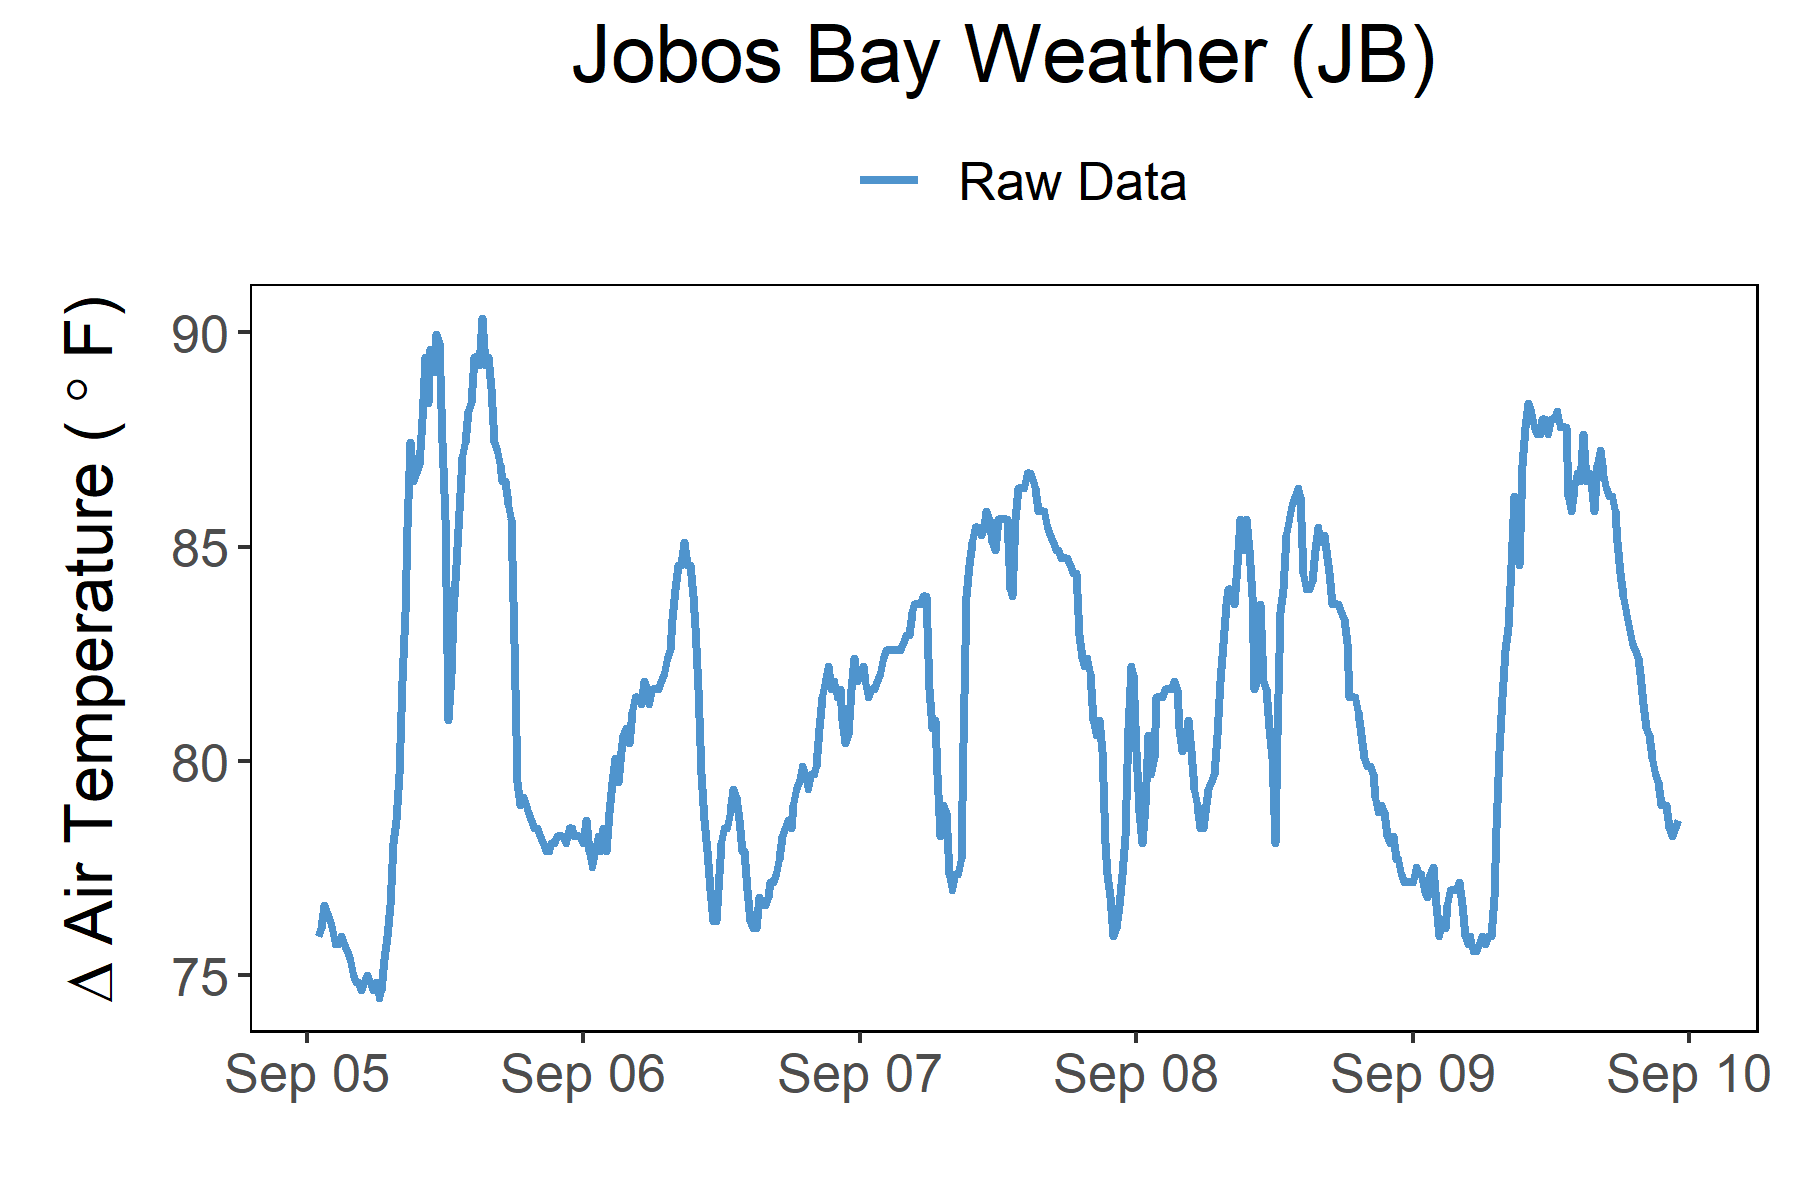 Jobos Bay Weather (JB)
Raw Data
Δ Air Temperature ( ° F)
90
85
80
75
Sep 05 Sep 06 Sep 07 Sep 08 Sep 09 Sep 10